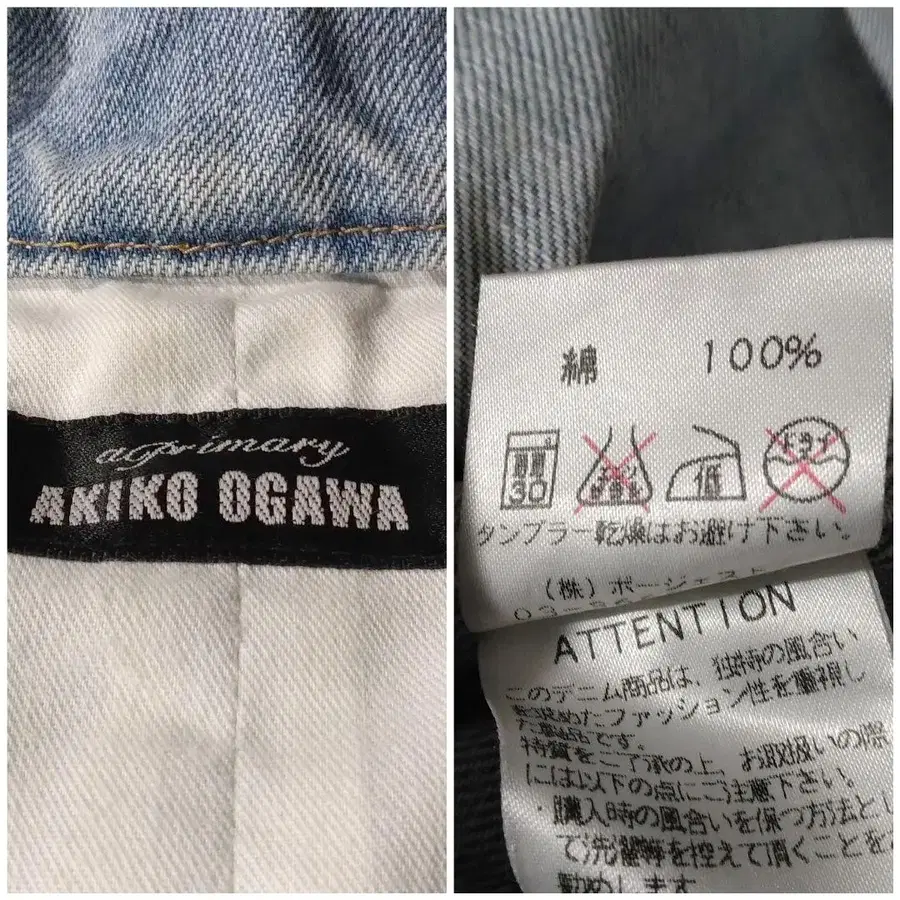 aprimary
AKIKO OGAWA
綿 100%
30
低
ドライ
タンブラー乾燥はお避け下さい。
(株)ボージェスト
ATTENTION
このデニム商品は、独特の風合い
を求めたファッション性を重視し
た製品です。
特質をご了承の上、お取扱いの際
には以下の点にご注意下さい。
・購入時の風合いを保つ方法とし
て洗濯等を控えて頂くことを
勧めします